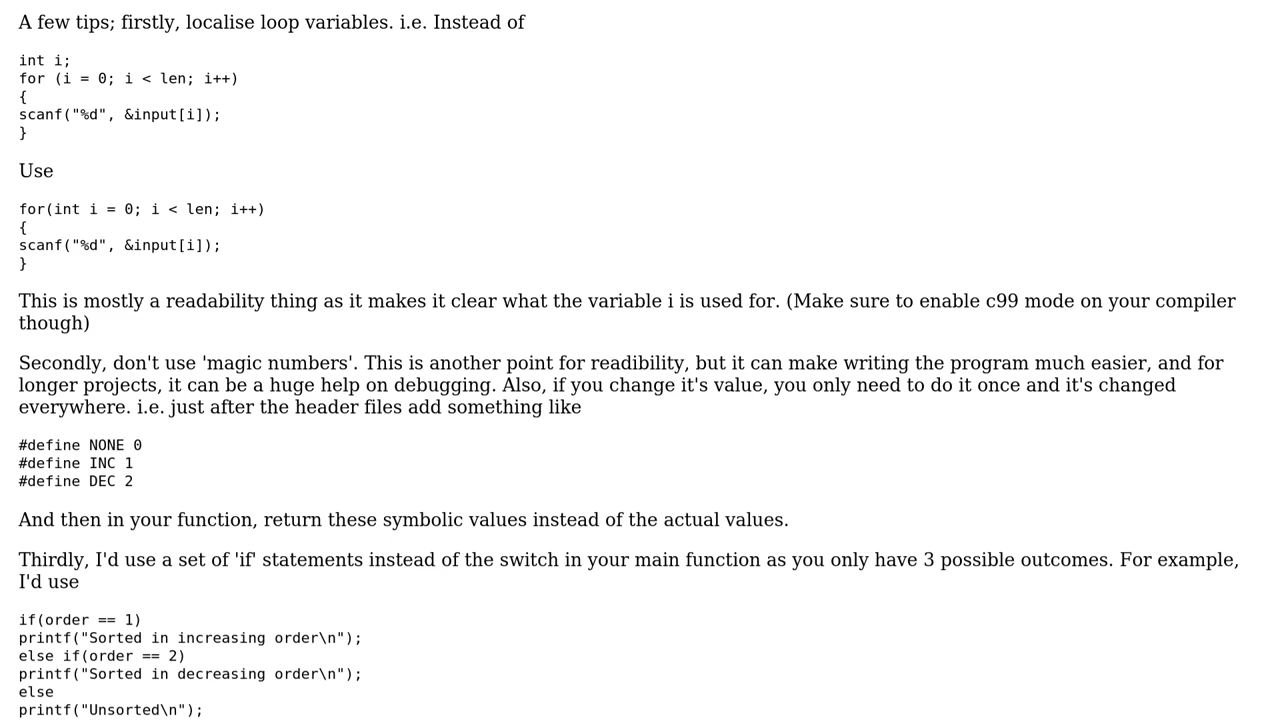 A few tips; firstly, localise loop variables. i.e. Instead of
int i;
for (i = 0; i < len; i++)
{
scanf("%d", &input[i]);
}
Use
for(int i = 0; i < len; i++)
{
scanf("%d", &input[i]);
}
This is mostly a readability thing as it makes it clear what the variable i is used for. (Make sure to enable c99 mode on your compiler
though)
Secondly, don't use 'magic numbers'. This is another point for readibility, but it can make writing the program much easier, and for
longer projects, it can be a huge help on debugging. Also, if you change it's value, you only need to do it once and it's changed
everywhere. i.e. just after the header files add something like
#define NONE 0
#define INC 1
#define DEC 2
And then in your function, return these symbolic values instead of the actual values.
Thirdly, I'd use a set of 'if' statements instead of the switch in your main function as you only have 3 possible outcomes. For example,
I'd use
if(order == 1)
printf("Sorted in increasing order\n");
else if(order == 2)
printf("Sorted in decreasing order\n");
else
printf("Unsorted\n");